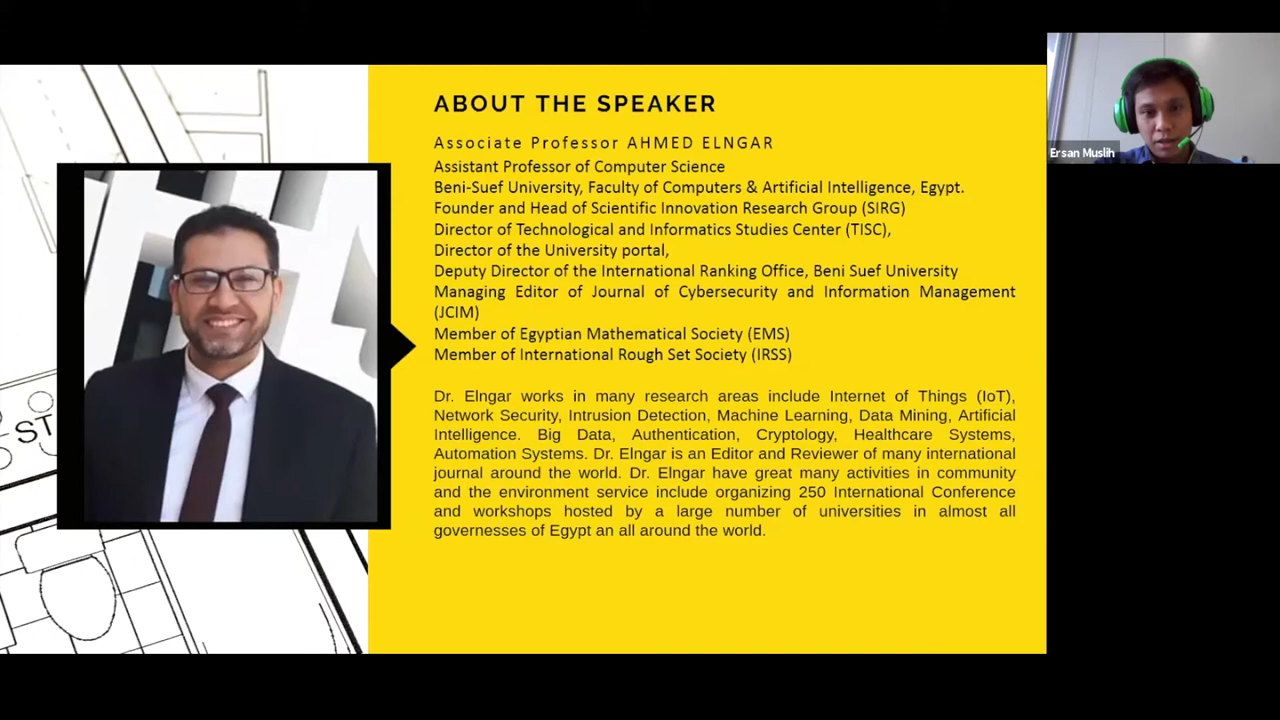 ABOUT THE SPEAKER
Associate Professor AHMED ELNGAR
Assistant Professor of Computer Science
Beni-Suef University, Faculty of Computers & Artificial Intelligence, Egypt.
Founder and Head of Scientific Innovation Research Group (SIRG)
Director of Technological and Informatics Studies Center (TISC),
Director of the University portal,
Deputy Director of the International Ranking Office, Beni Suef University
Managing Editor of Journal of Cybersecurity and Information Management
(JCIM)
Member of Egyptian Mathematical Society (EMS)
Member of International Rough Set Society (IRSS)
Dr. Elngar works in many research areas include Internet of Things (IoT),
Network Security, Intrusion Detection, Machine Learning, Data Mining, Artificial
Intelligence. Big Data, Authentication, Cryptology, Healthcare Systems,
Automation Systems. Dr. Elngar is an Editor and Reviewer of many international
journal around the world. Dr. Elngar have great many activities in community
and the environment service include organizing 250 International Conference
and workshops hosted by a large number of universities in almost all
governesses of Egypt an all around the world.
Ersan Muslih
ST